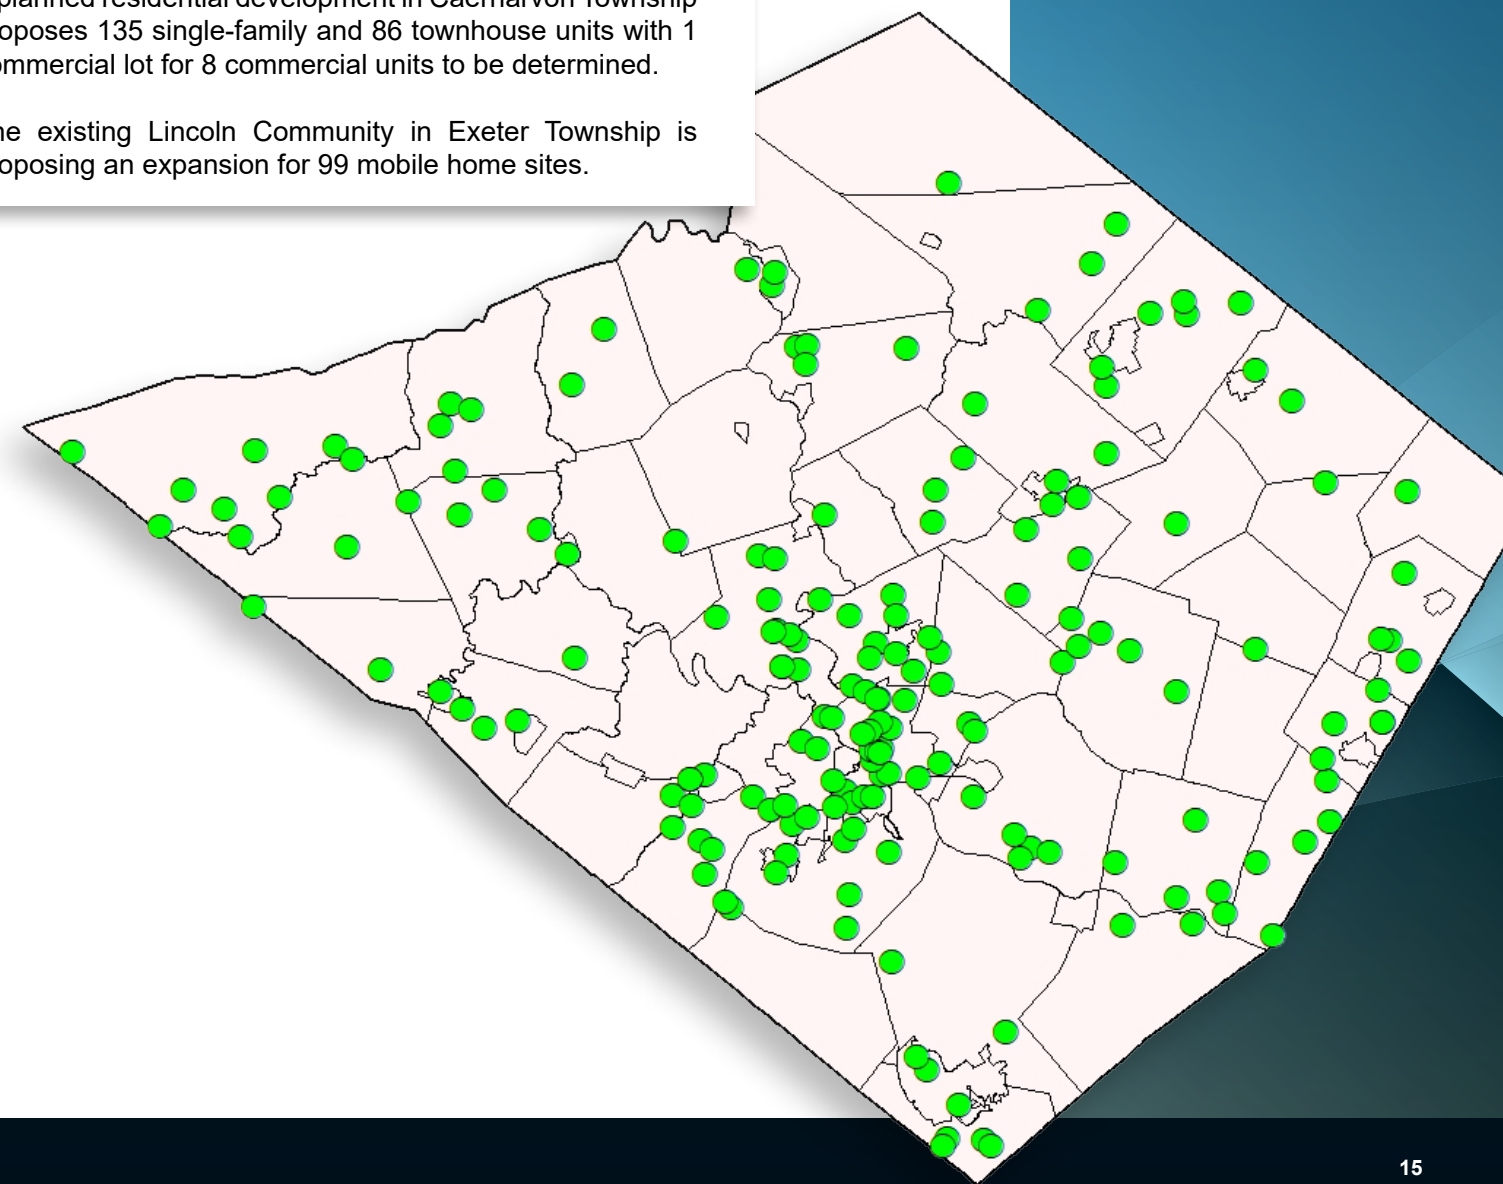 planned residential development in Caernarvon Township
oposes 135 single-family and 86 townhouse units with 1
ommercial lot for 8 commercial units to be determined.
he existing Lincoln Community in Exeter Township is
oposing an expansion for 99 mobile home sites.
15